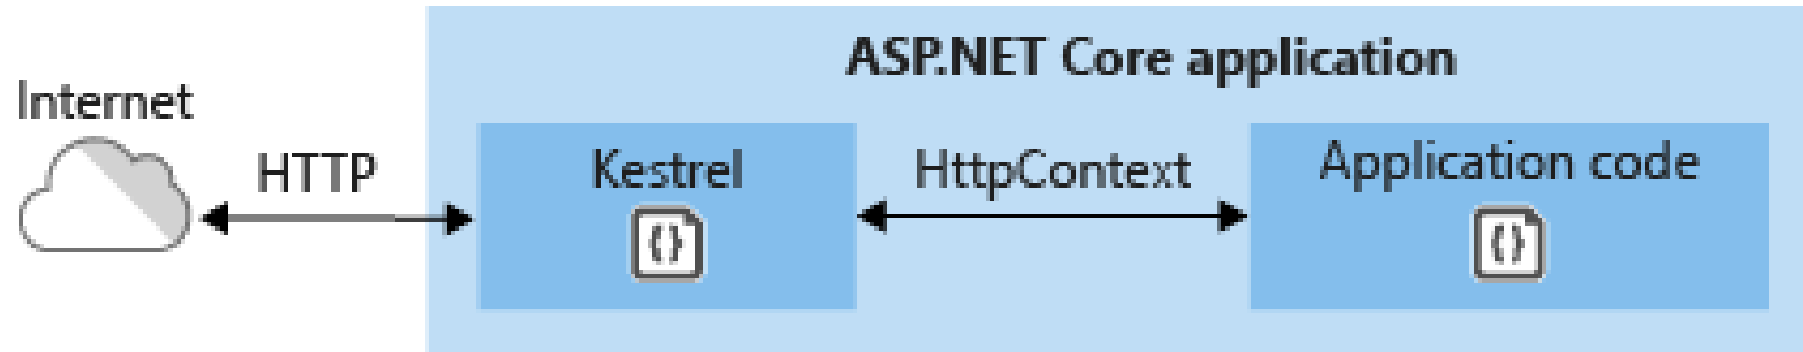 ASP.NET Core application
Internet
HTTP
Kestrel
{}
HttpContext
Application code
{}